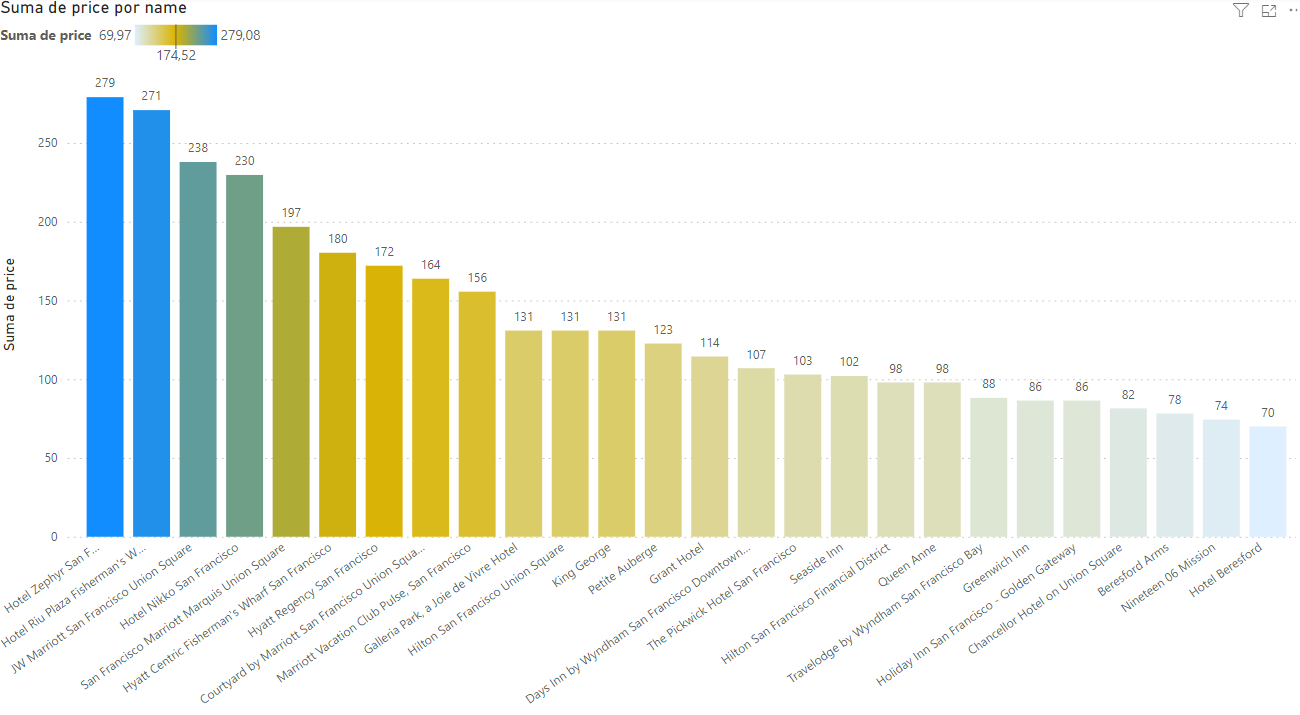 Suma de price por name
Suma de price 69,97 279,08
174,52
Suma de price
250
200
150
100
50
0
279
271
238
230
197
180
172
164
156
131
131
131
123
114
107
103
102
98
98
88
86
86
82
78
74
70
Hotel Zephyr San F...
Hotel Riu Plaza Fisherman's W...
JW Marriott San Francisco Union Square
Hotel Nikko San Francisco
San Francisco Marriott Marquis Union Square
Hyatt Centric Fisherman's Wharf San Francisco
Hyatt Regency San Francisco
Courtyard by Marriott San Francisco Union Squa...
Marriott Vacation Club Pulse, San Francisco
Galleria Park, a Joie de Vivre Hotel
Hilton San Francisco Union Square
King George
Petite Auberge
Grant Hotel
Days Inn by Wyndham San Francisco Downtown...
The Pickwick Hotel San Francisco
Seaside Inn
Hilton San Francisco Financial District
Queen Anne
Travelodge by Wyndham San Francisco Bay
Greenwich Inn
Holiday Inn San Francisco - Golden Gateway
Chancellor Hotel on Union Square
Beresford Arms
Nineteen 06 Mission
Hotel Beresford